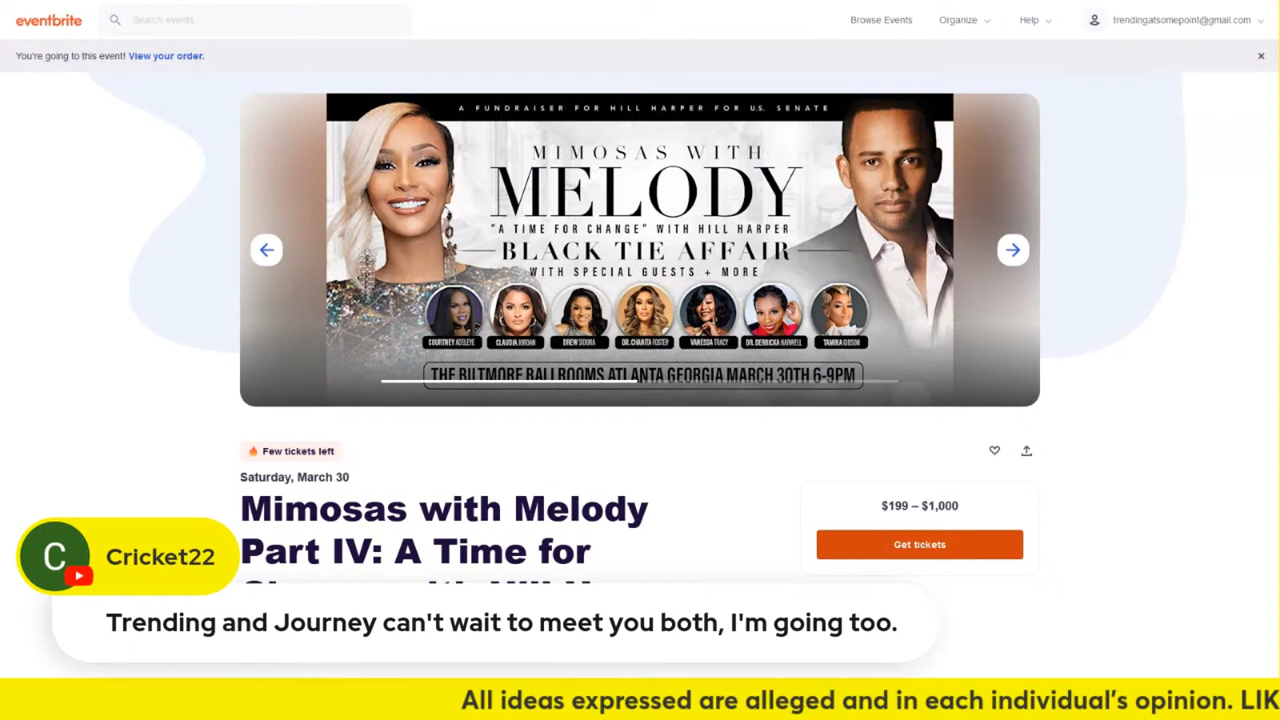 eventbrite
Search events
Browse Events
Organize
Help
trendingatsomepoint@gmail.com
You're going to this event! View your order.
A FUNDRAISER FOR HILL HARPER FOR U.S. SENATE
MIMOSAS WITH
MELODY
"A TIME FOR CHANGE" WITH HILL HARPER
BLACK TIE AFFAIR
WITH SPECIAL GUESTS + MORE
COURTNEY ADELEYE
CLAUDIA JORDAN
DREW SIDORA
DR. CHANITA FOSTER
VANESSA TRACY
DR. DERRICKA HARWELL
TAMIKA GIBSON
THE BILTMORE BALLROOMS ATLANTA GEORGIA MARCH 30TH 6-9PM
Few tickets left
Saturday, March 30
Mimosas with Melody
Part IV: A Time for
$199 – $1,000
Get tickets
C
Cricket22
Trending and Journey can't wait to meet you both, I'm going too.
All ideas expressed are alleged and in each individual's opinion. LIK